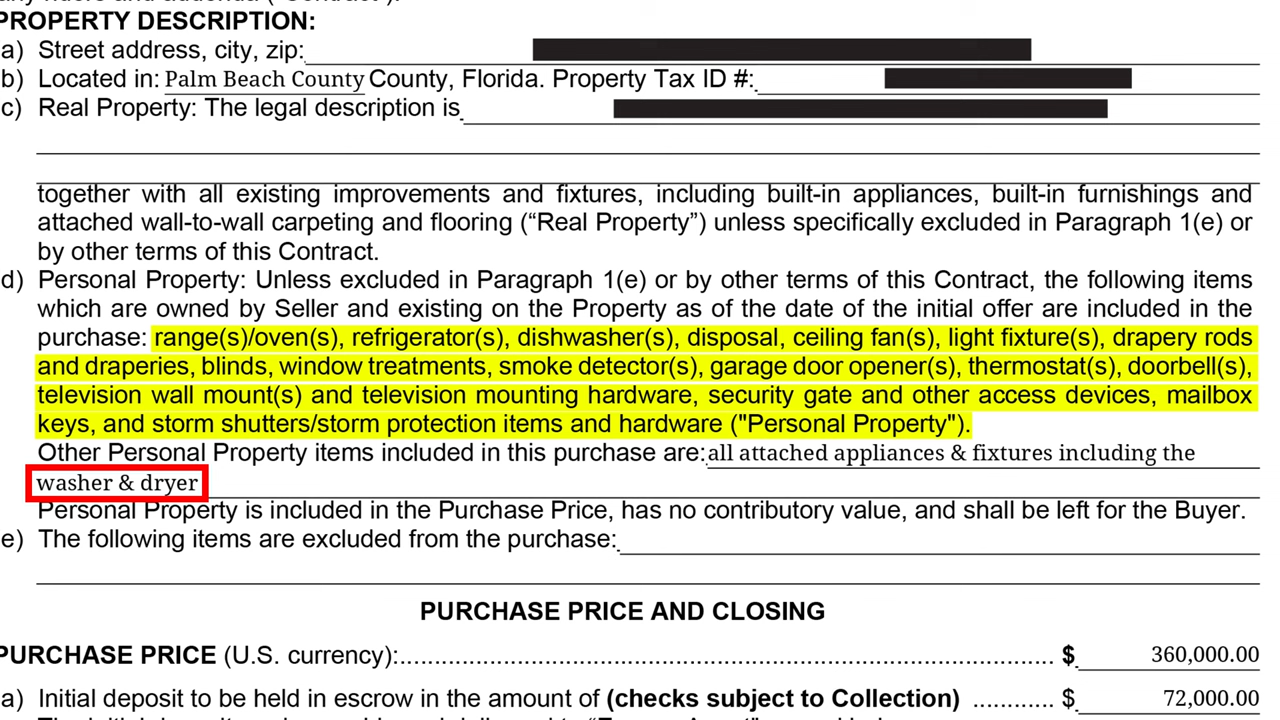 PROPERTY DESCRIPTION:
a) Street address, city, zip:
b) Located in: Palm Beach County County, Florida. Property Tax ID #:
c) Real Property: The legal description is
together with all existing improvements and fixtures, including built-in appliances, built-in furnishings and
attached wall-to-wall carpeting and flooring (“Real Property”) unless specifically excluded in Paragraph 1(e) or
by other terms of this Contract.
d) Personal Property: Unless excluded in Paragraph 1(e) or by other terms of this Contract, the following items
which are owned by Seller and existing on the Property as of the date of the initial offer are included in the
purchase: range(s)/oven(s), refrigerator(s), dishwasher(s), disposal, ceiling fan(s), light fixture(s), drapery rods
and draperies, blinds, window treatments, smoke detector(s), garage door opener(s), thermostat(s), doorbell(s),
television wall mount(s) and television mounting hardware, security gate and other access devices, mailbox
keys, and storm shutters/storm protection items and hardware ("Personal Property").
Other Personal Property items included in this purchase are: all attached appliances & fixtures including the
washer & dryer
Personal Property is included in the Purchase Price, has no contributory value, and shall be left for the Buyer.
e) The following items are excluded from the purchase:
PURCHASE PRICE AND CLOSING
PURCHASE PRICE (U.S. currency):........................................................................................ $ 360,000.00
a) Initial deposit to be held in escrow in the amount of (checks subject to Collection) ............ $ 72,000.00